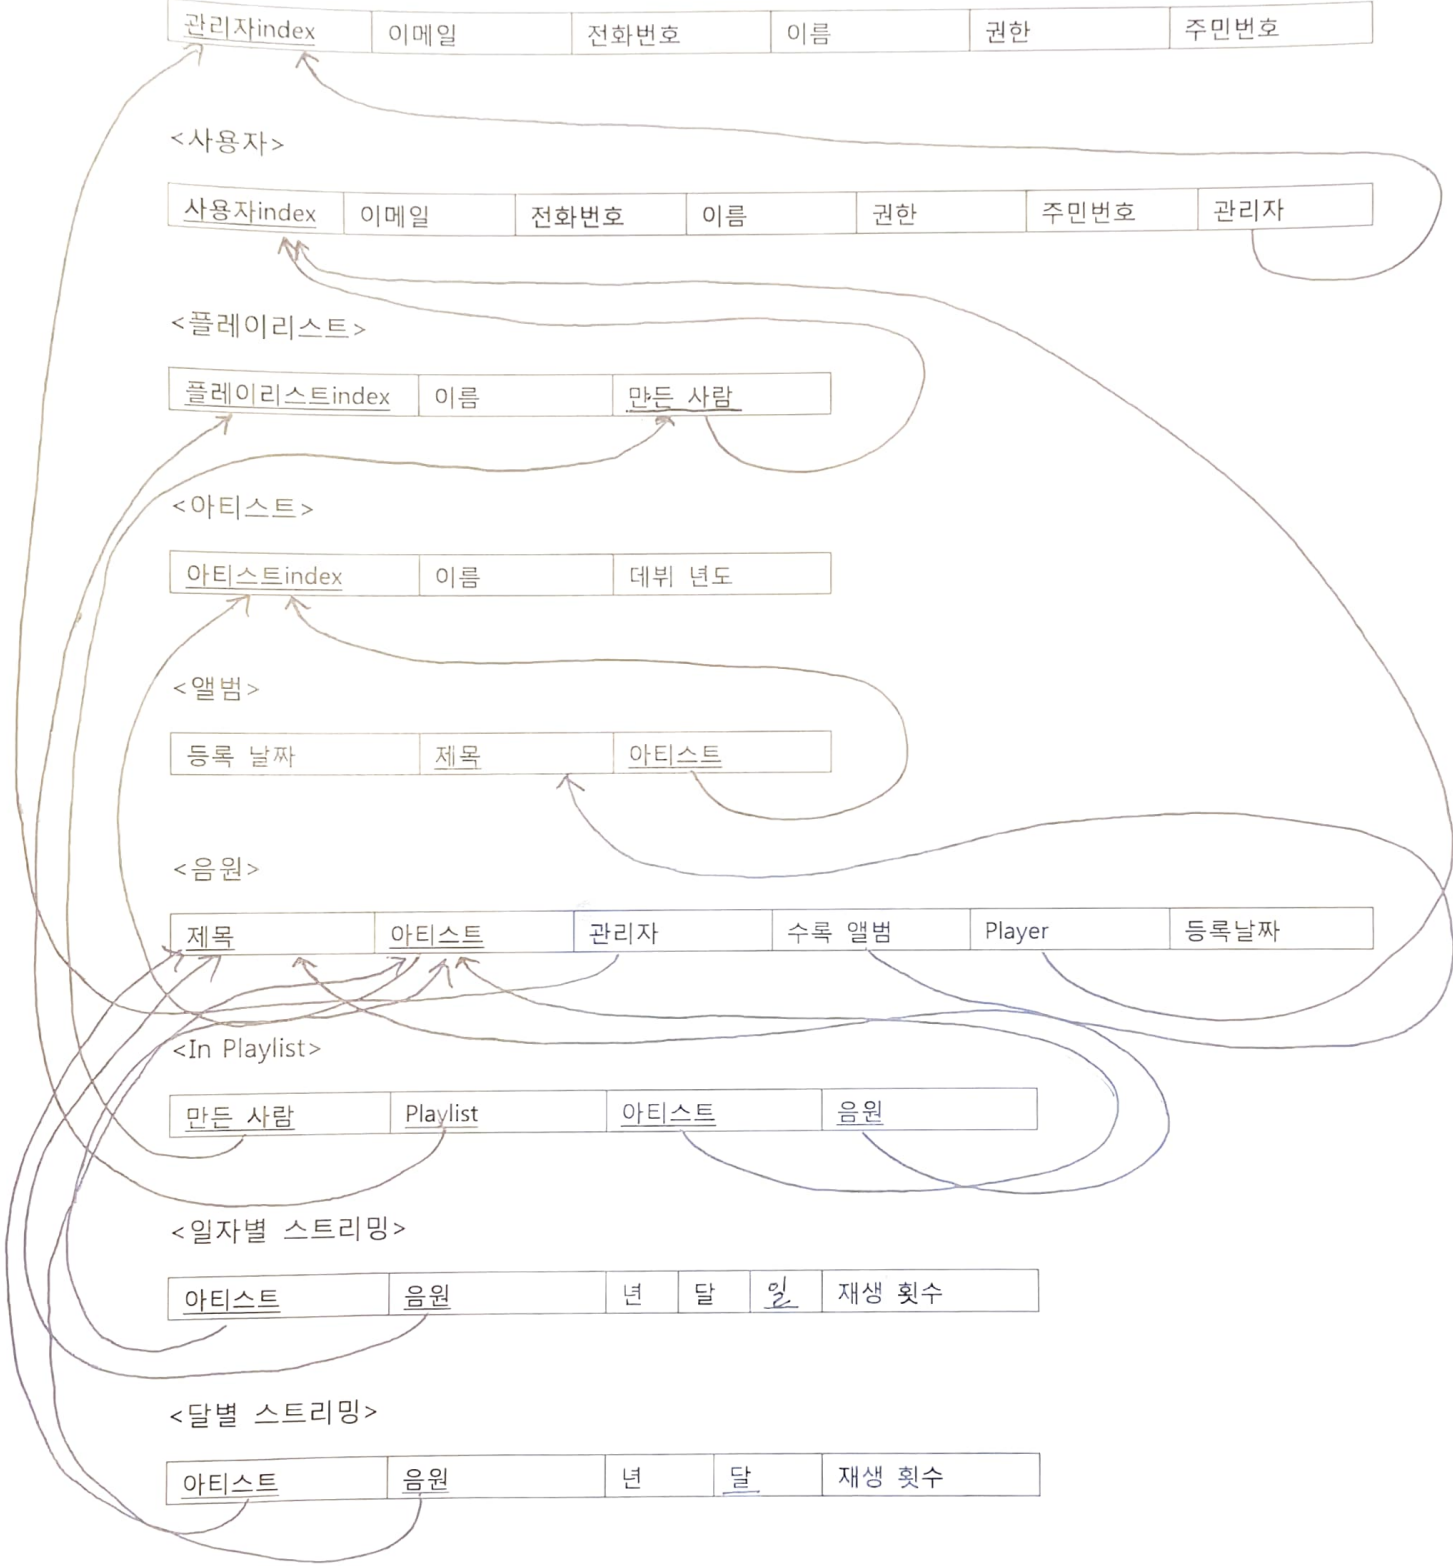 관리자index 이메일 전화번호 이름 권한 주민번호
<사용자>
사용자index 이메일 전화번호 이름 권한 주민번호 관리자
<플레이리스트>
플레이리스트index 이름 만든 사람
<아티스트>
아티스트index 이름 데뷔 년도
<앨범>
등록 날짜 제목 아티스트
<음원>
제목 아티스트 관리자 수록 앨범 Player 등록날짜
<In Playlist>
만든 사람 Playlist 아티스트 음원
<일자별 스트리밍>
아티스트 음원 년 달 일 재생 횟수
<달별 스트리밍>
아티스트 음원 년 달 재생 횟수